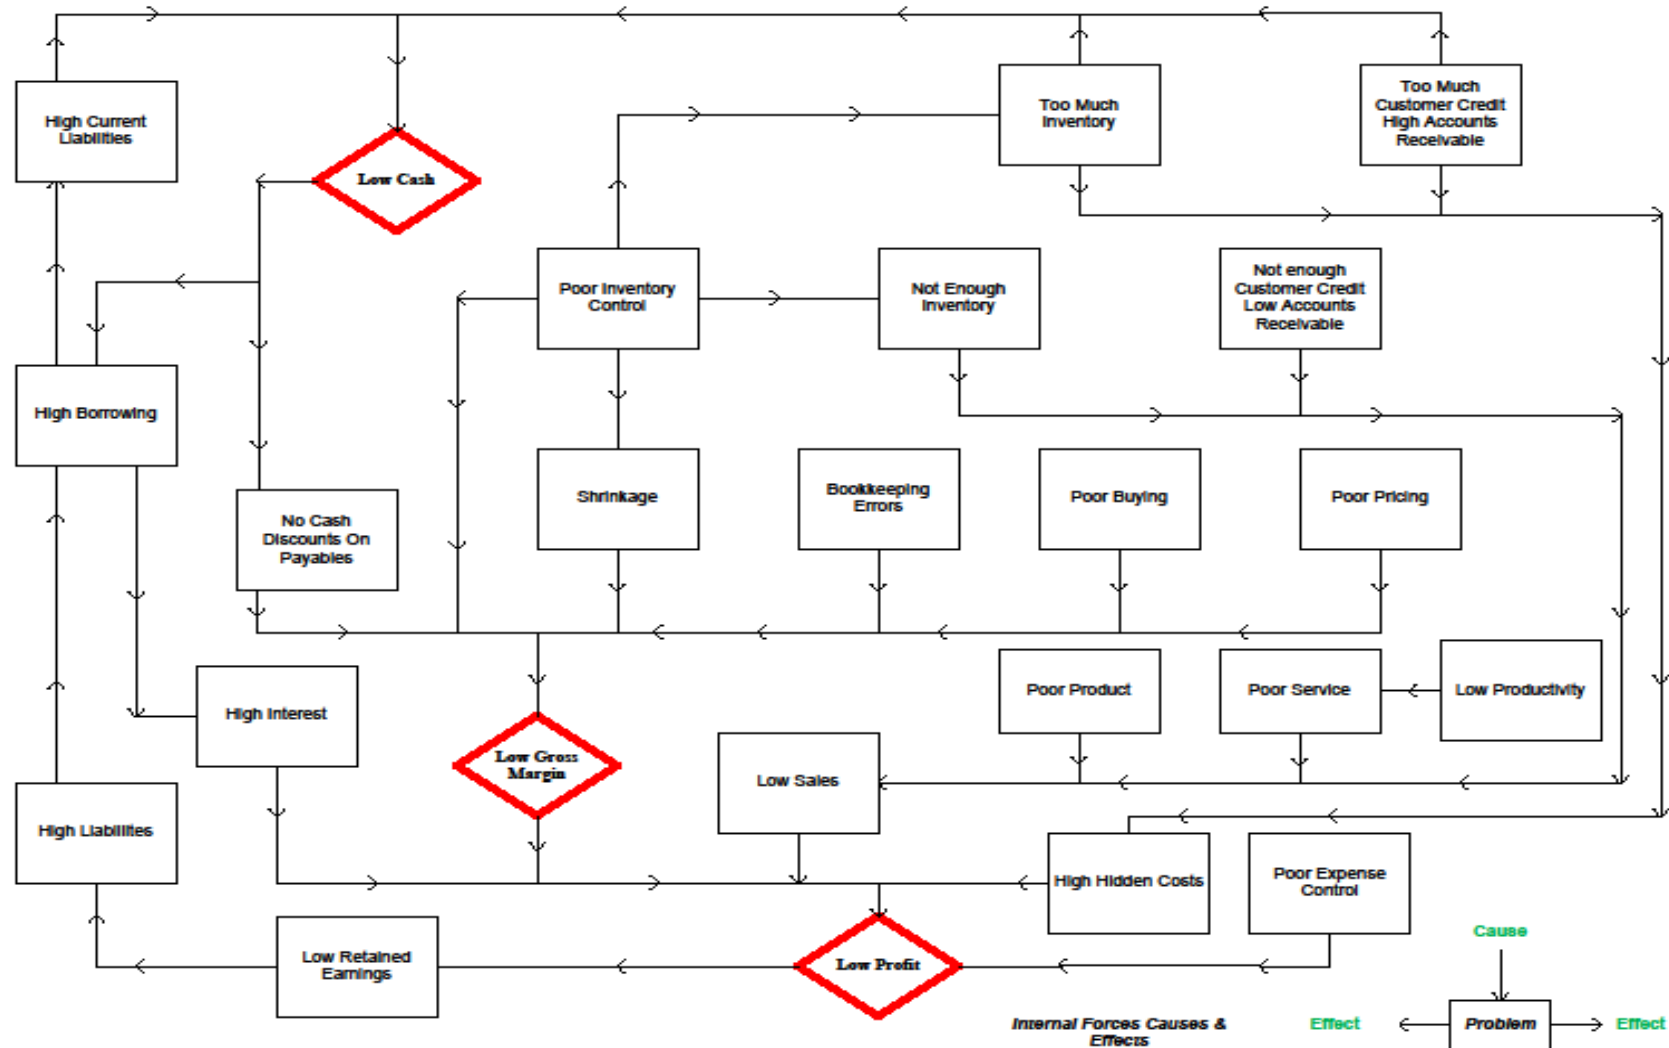 High Current
Liabilities
Low Cash
Too Much
Inventory
Too Much
Customer Credit
High Accounts
Receivable
Poor Inventory
Control
Not Enough
Inventory
Not enough
Customer Credit
Low Accounts
Receivable
High Borrowing
No Cash
Discounts On
Payables
Shrinkage
Bookkeeping
Errors
Poor Buying
Poor Pricing
High Interest
Low Gross
Margin
Poor Product
Poor Service
Low Productivity
Low Sales
High Liabilities
High Hidden Costs
Poor Expense
Control
Low Retained
Earnings
Low Profit
Cause
Internal Forces Causes &
Effects
Effect
Problem
Effect